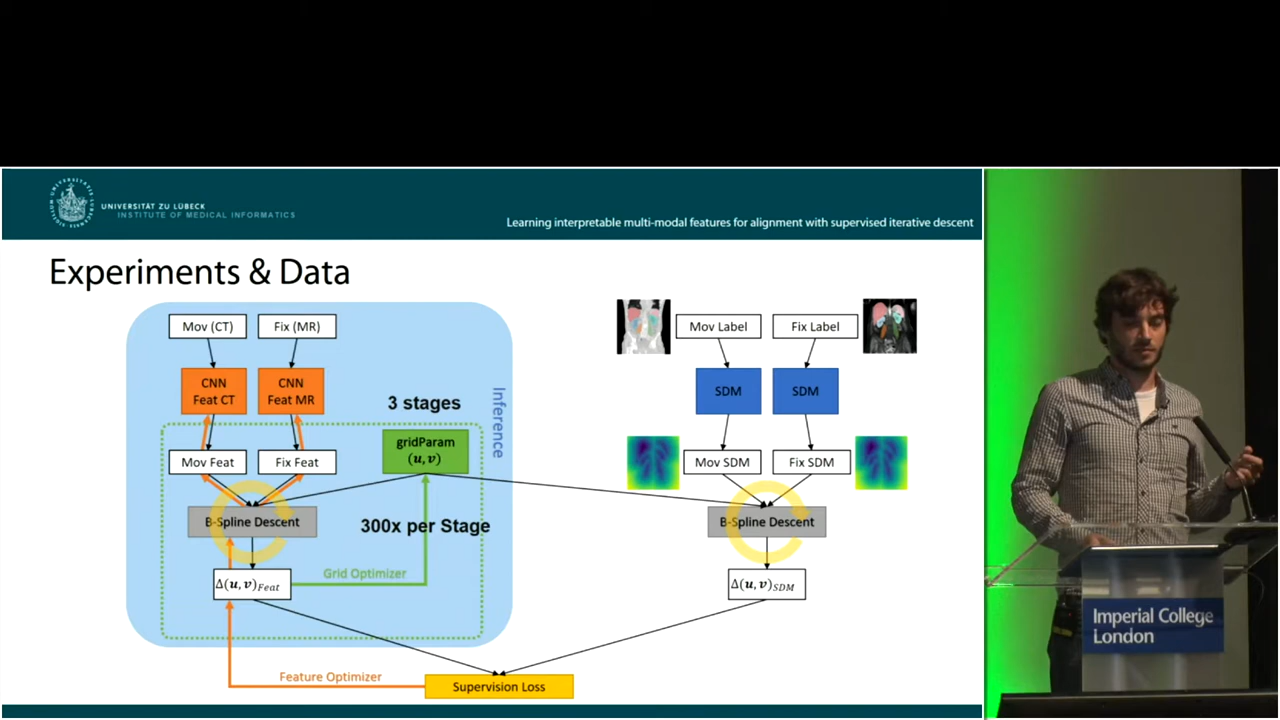 UNIVERSITÄT ZU LÜBECK
INSTITUTE OF MEDICAL INFORMATICS
Learning interpretable multi-modal features for alignment with supervised iterative descent
Experiments & Data
Mov (CT)
Fix (MR)
CNN
Feat CT
CNN
Feat MR
3 stages
Inference
Mov Feat
Fix Feat
gridParam
(u,v)
B-Spline Descent
300x per Stage
Δ(u,v)Feat
Grid Optimizer
Feature Optimizer
Supervision Loss
Mov Label
Fix Label
SDM
SDM
Mov SDM
Fix SDM
B-Spline Descent
Δ(u,v)SDM
Imperial College
London